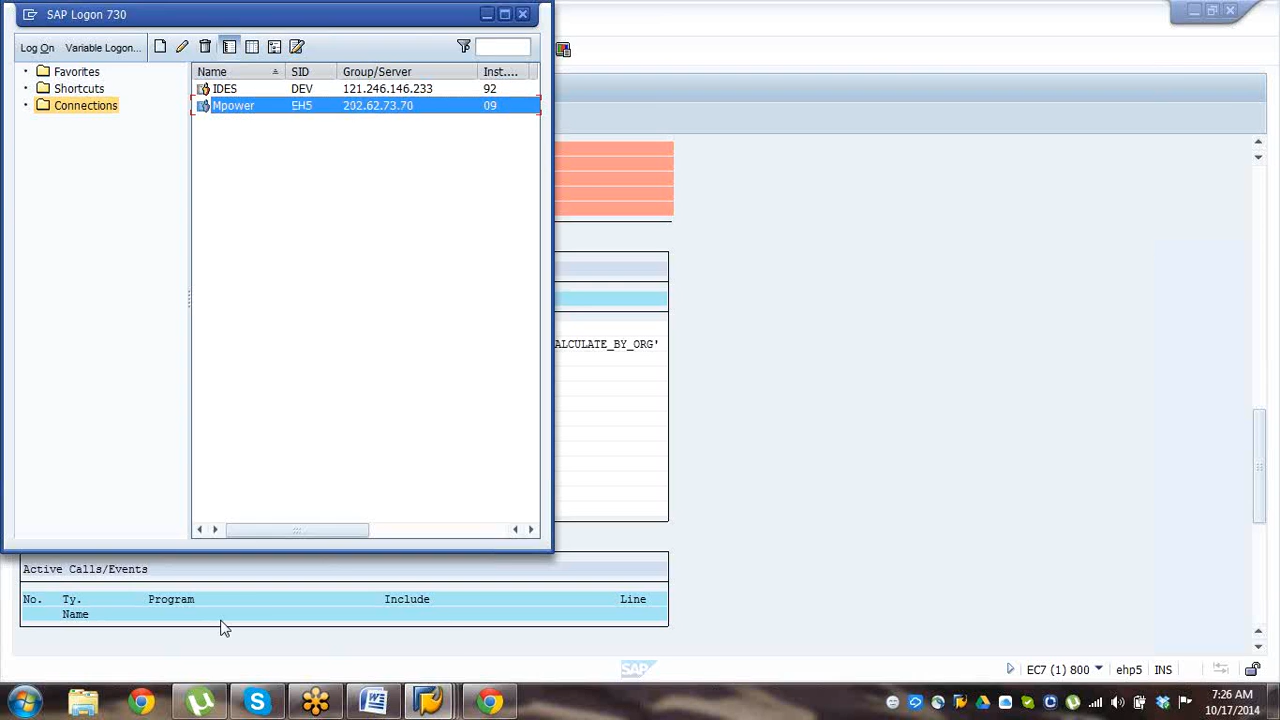 SAP Logon 730
Log On Variable Logon...
Favorites
Shortcuts
Connections
Name SID Group/Server Inst....
IDES DEV 121.246.146.233 92
Mpower EH5 202.62.73.70 09
ALCULATE_BY_ORG'
Active Calls/Events
No. Ty. Program Include Line
Name
SAP
EC7 (1) 800 ehp5 INS
7:26 AM
10/17/2014